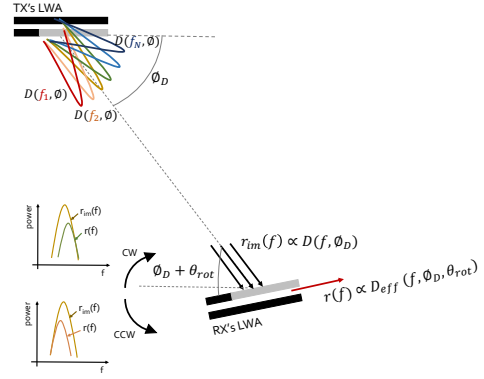 TX's LWA
D(f_N,∅)
∅_D
D(f_1,∅)
D(f_2,∅)
power
r_im(f)
r(f)
f
CW
r_im(f) ∝ D(f,∅_D)
∅_D + θ_rot
r(f) ∝ D_eff (f,∅_D,θ_rot)
CCW
RX's LWA
power
r_im(f)
r(f)
f